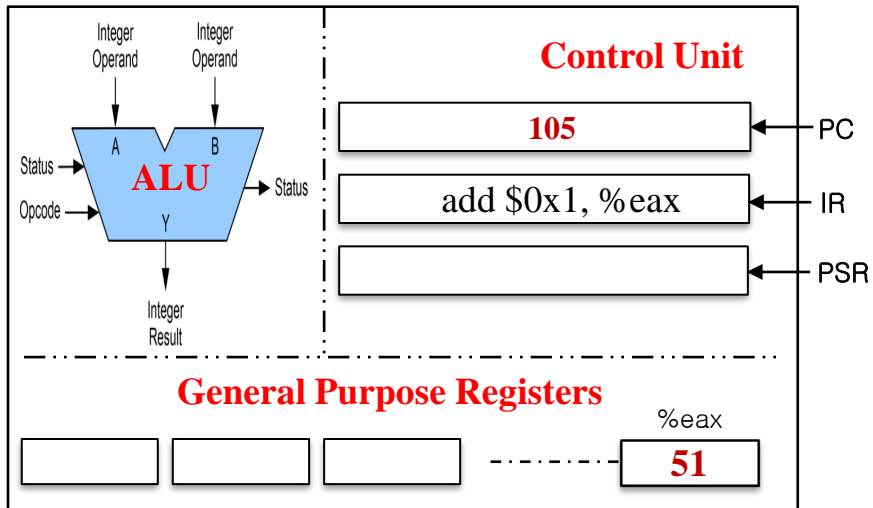 Integer
Operand
Integer
Operand
A
B
ALU
Status
Status
Opcode
Y
Integer
Result
Control Unit
105
PC
add $0x1, %eax
IR
PSR
General Purpose Registers
%eax
51